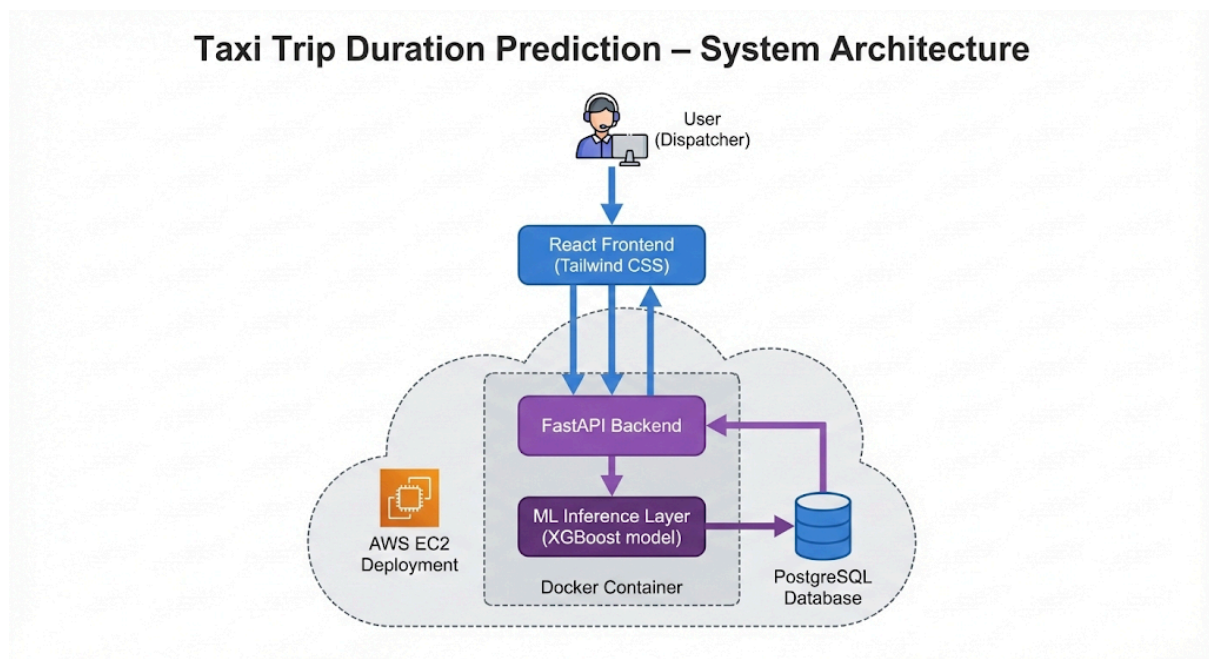 Taxi Trip Duration Prediction – System Architecture
User
(Dispatcher)
React Frontend
(Tailwind CSS)
FastAPI Backend
ML Inference Layer
(XGBoost model)
Docker Container
AWS EC2
Deployment
PostgreSQL
Database